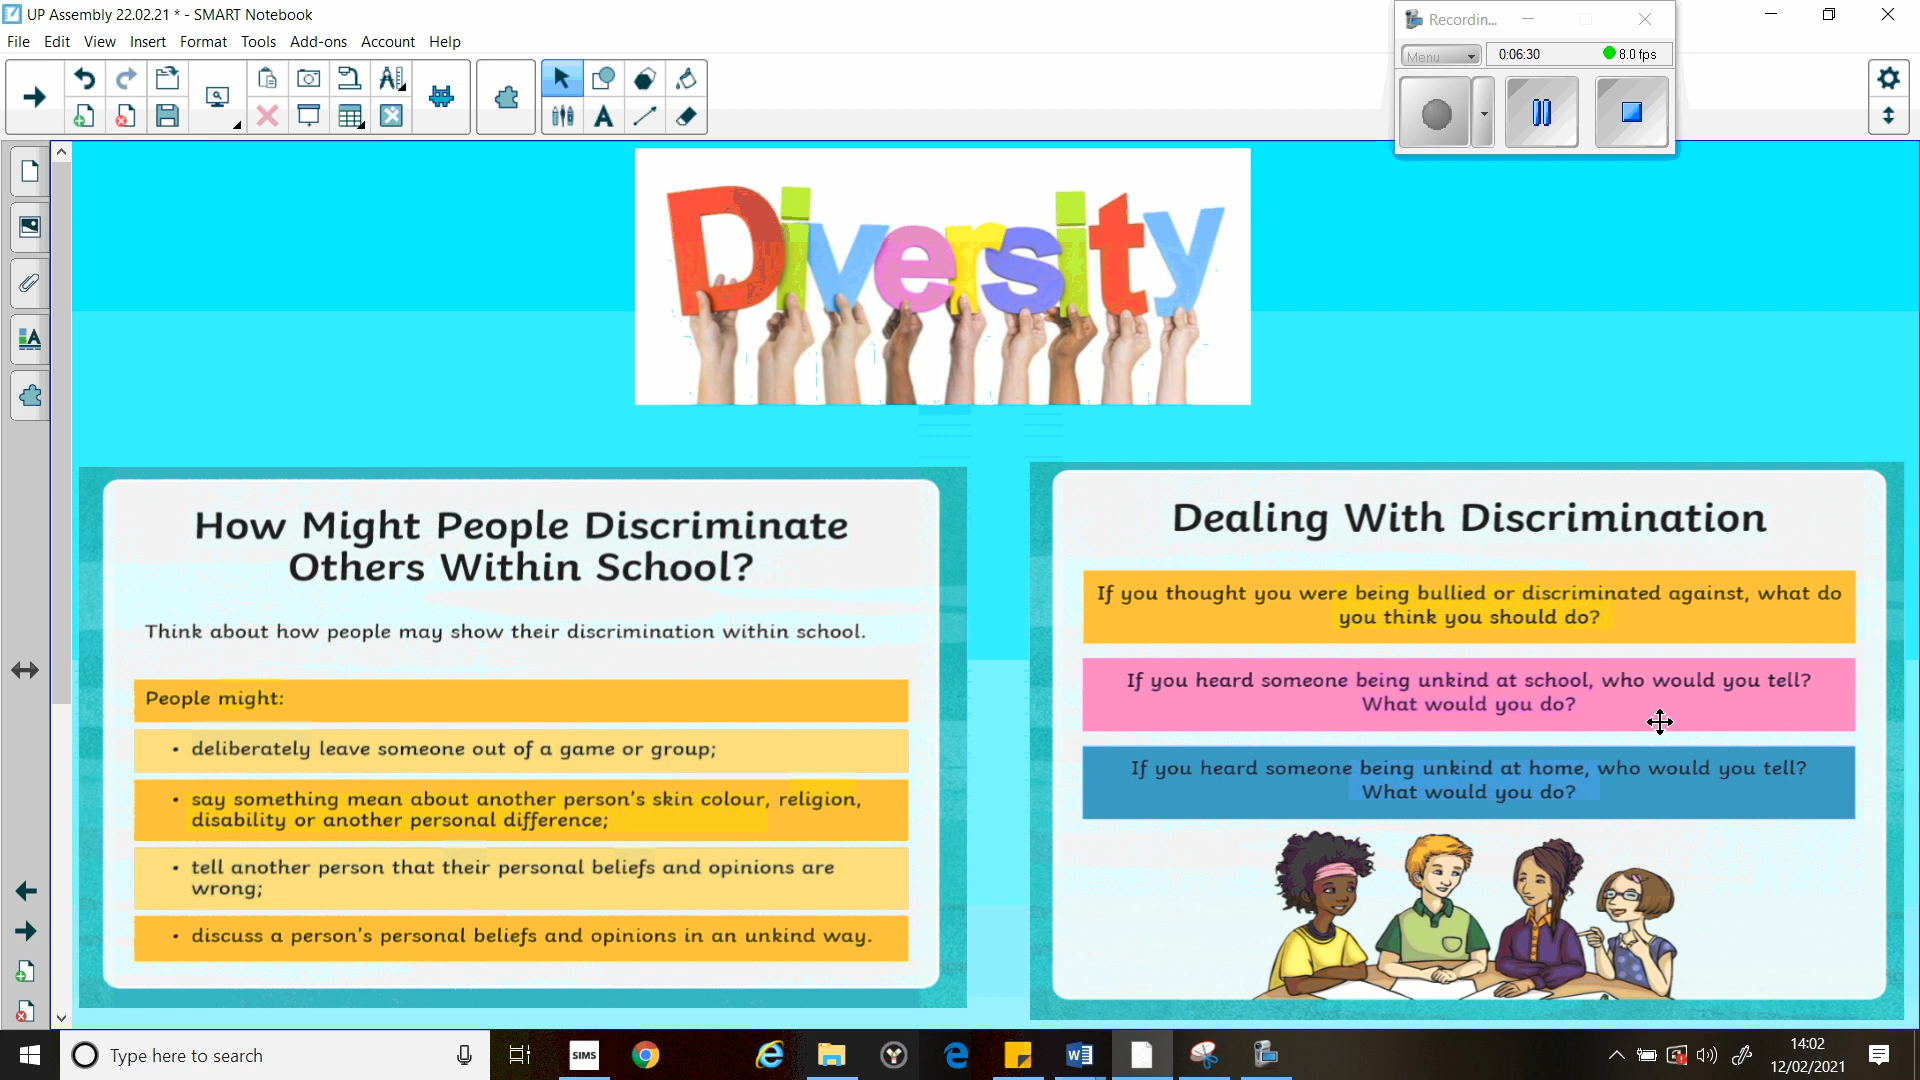 UP Assembly 22.02.21 * - SMART Notebook
File Edit View Insert Format Tools Add-ons Account Help
Recordin...
Menu 0:06:30 8.0 fps
Diversity
How Might People Discriminate
Others Within School?
Think about how people may show their discrimination within school.
People might:
• deliberately leave someone out of a game or group;
• say something mean about another person's skin colour, religion,
disability or another personal difference;
• tell another person that their personal beliefs and opinions are
wrong;
• discuss a person's personal beliefs and opinions in an unkind way.
Dealing With Discrimination
If you thought you were being bullied or discriminated against, what do
you think you should do?
If you heard someone being unkind at school, who would you tell?
What would you do?
If you heard someone being unkind at home, who would you tell?
What would you do?
Type here to search
SIMS
14:02
12/02/2021